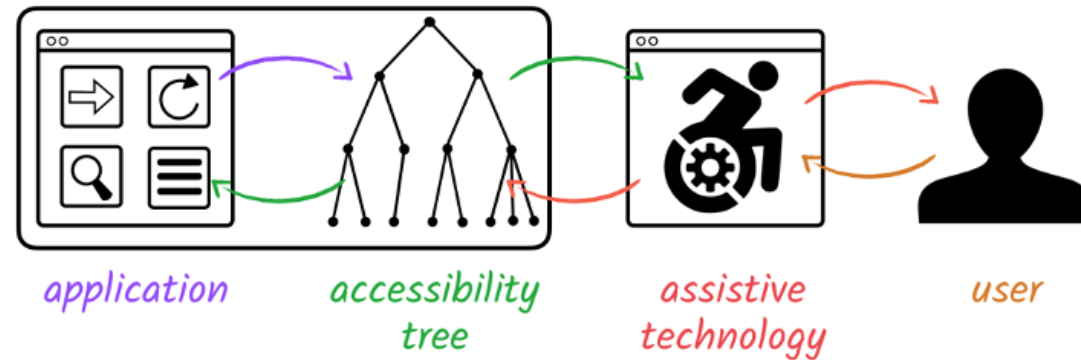 application
accessibility
tree
assistive
technology
user